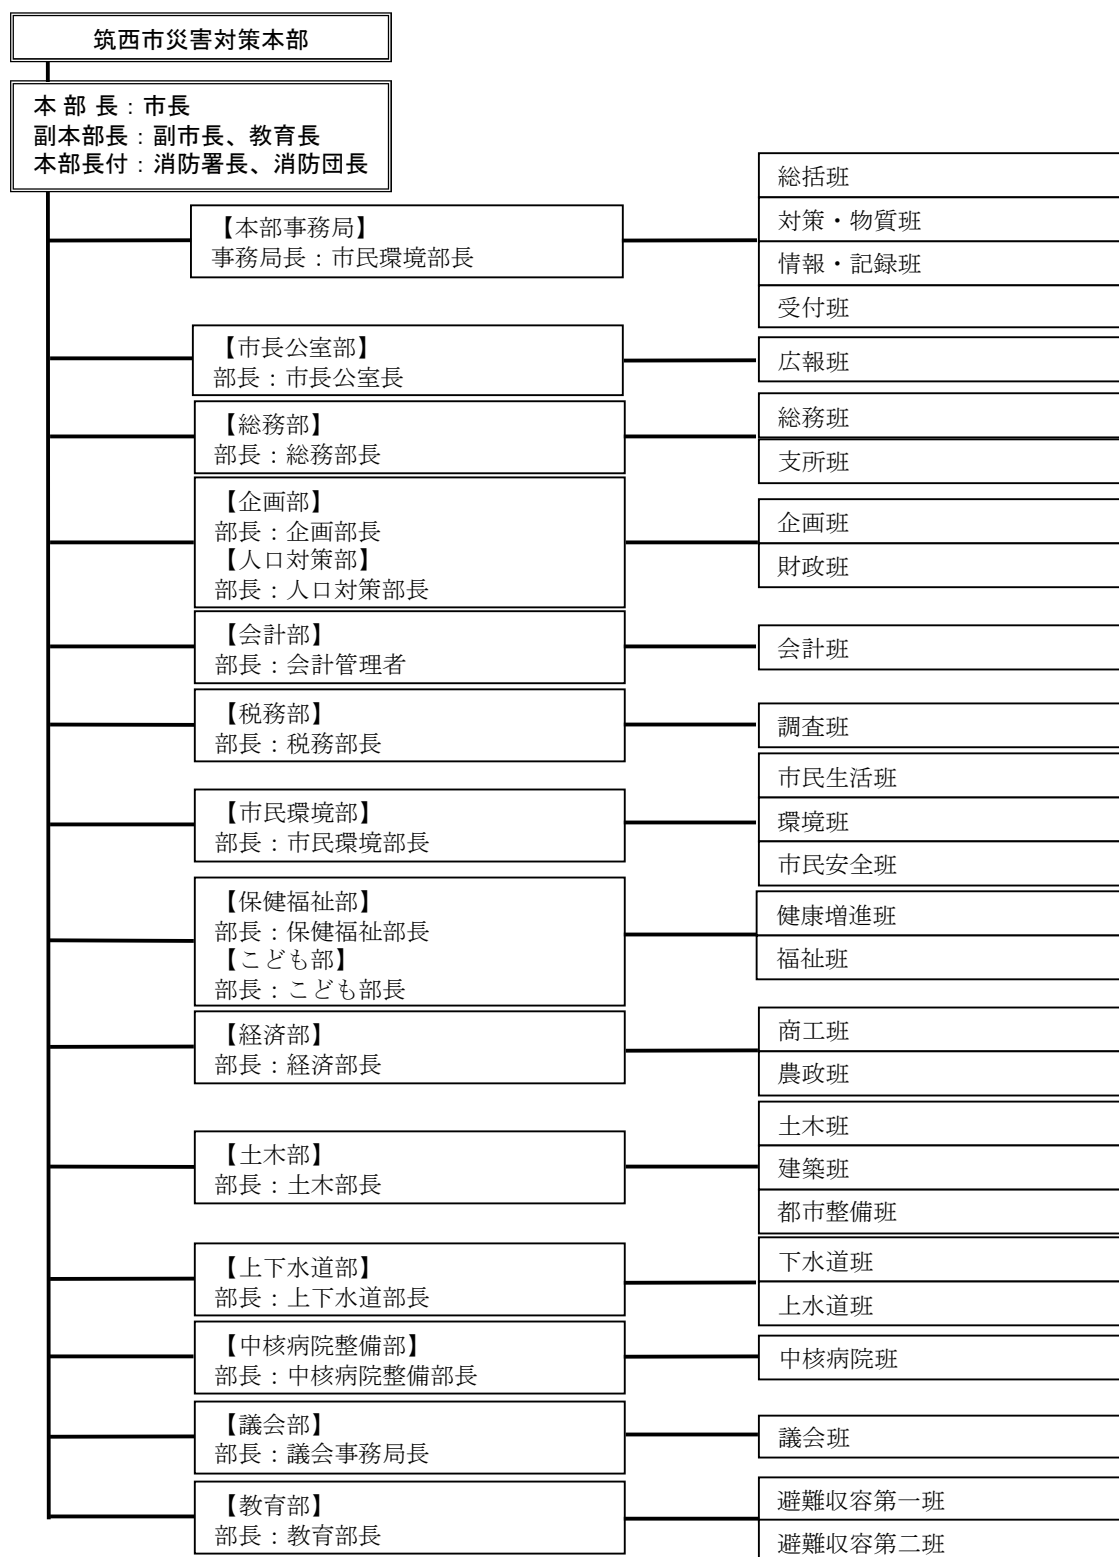 筑西市災害対策本部
本 部 長：市長
副本部長：副市長、教育長
本部長付：消防署長、消防団長
【本部事務局】
事務局長：市民環境部長
総括班
対策・物質班
情報・記録班
受付班
【市長公室部】
部長：市長公室長
広報班
【総務部】
部長：総務部長
総務班
支所班
【企画部】
部長：企画部長
【人口対策部】
部長：人口対策部長
企画班
財政班
【会計部】
部長：会計管理者
会計班
【税務部】
部長：税務部長
調査班
【市民環境部】
部長：市民環境部長
市民生活班
環境班
市民安全班
【保健福祉部】
部長：保健福祉部長
【こども部】
部長：こども部長
健康増進班
福祉班
【経済部】
部長：経済部長
商工班
農政班
【土木部】
部長：土木部長
土木班
建築班
都市整備班
【上下水道部】
部長：上下水道部長
下水道班
上水道班
【中核病院整備部】
部長：中核病院整備部長
中核病院班
【議会部】
部長：議会事務局長
議会班
【教育部】
部長：教育部長
避難収容第一班
避難収容第二班